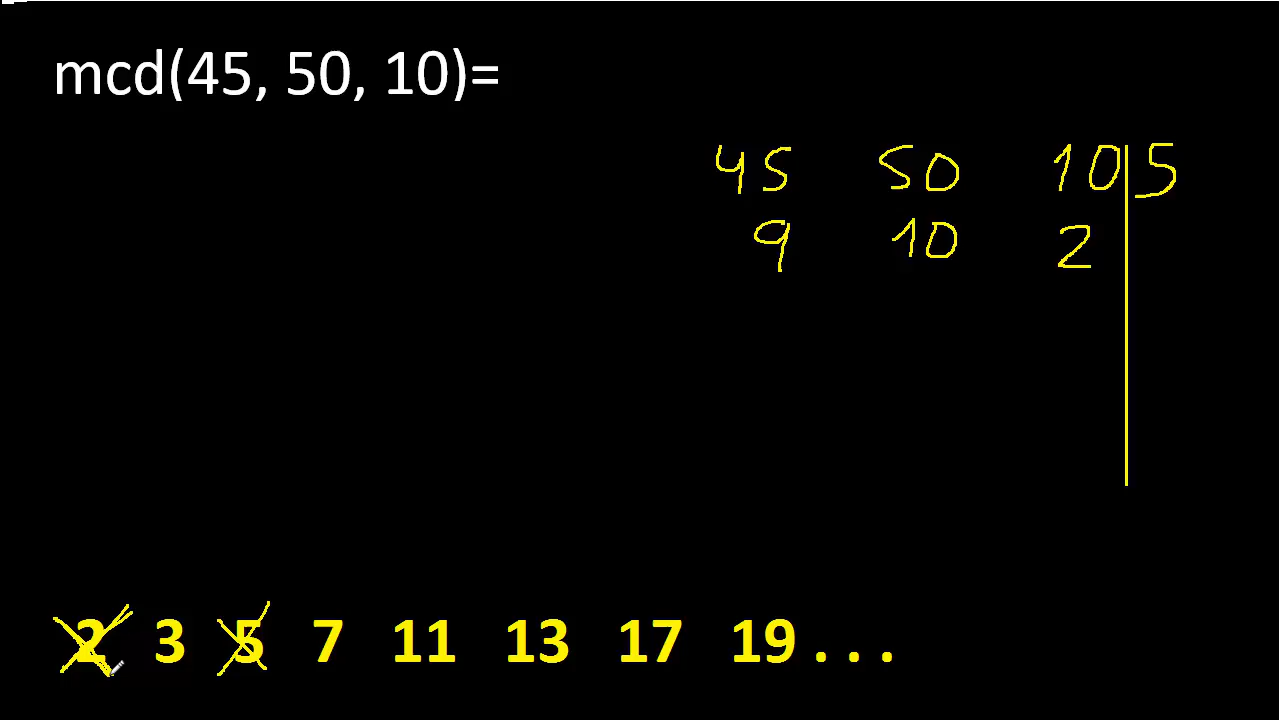 mcd(45, 50, 10)=
45 50 10 5
9 10 2
2 3 5 7 11 13 17 19 . . .